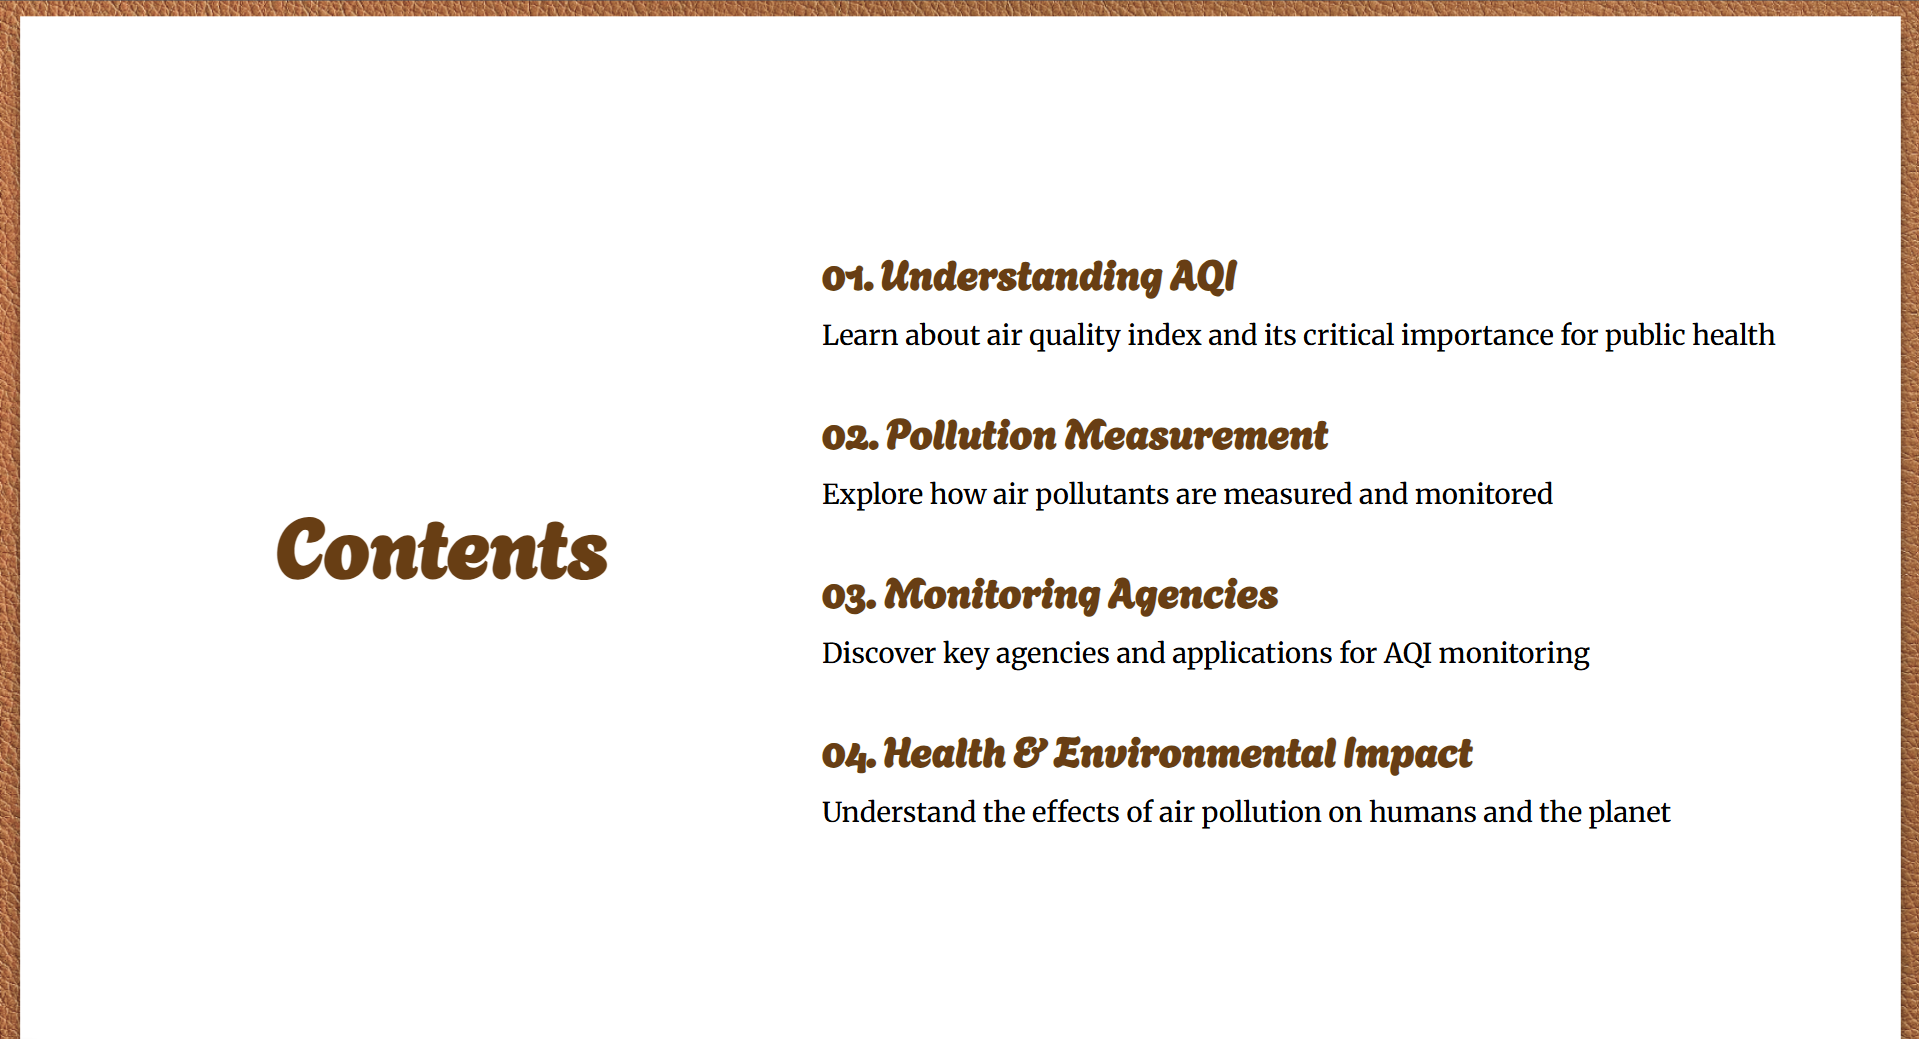 Contents
01. Understanding AQI
Learn about air quality index and its critical importance for public health
02. Pollution Measurement
Explore how air pollutants are measured and monitored
03. Monitoring Agencies
Discover key agencies and applications for AQI monitoring
04. Health & Environmental Impact
Understand the effects of air pollution on humans and the planet